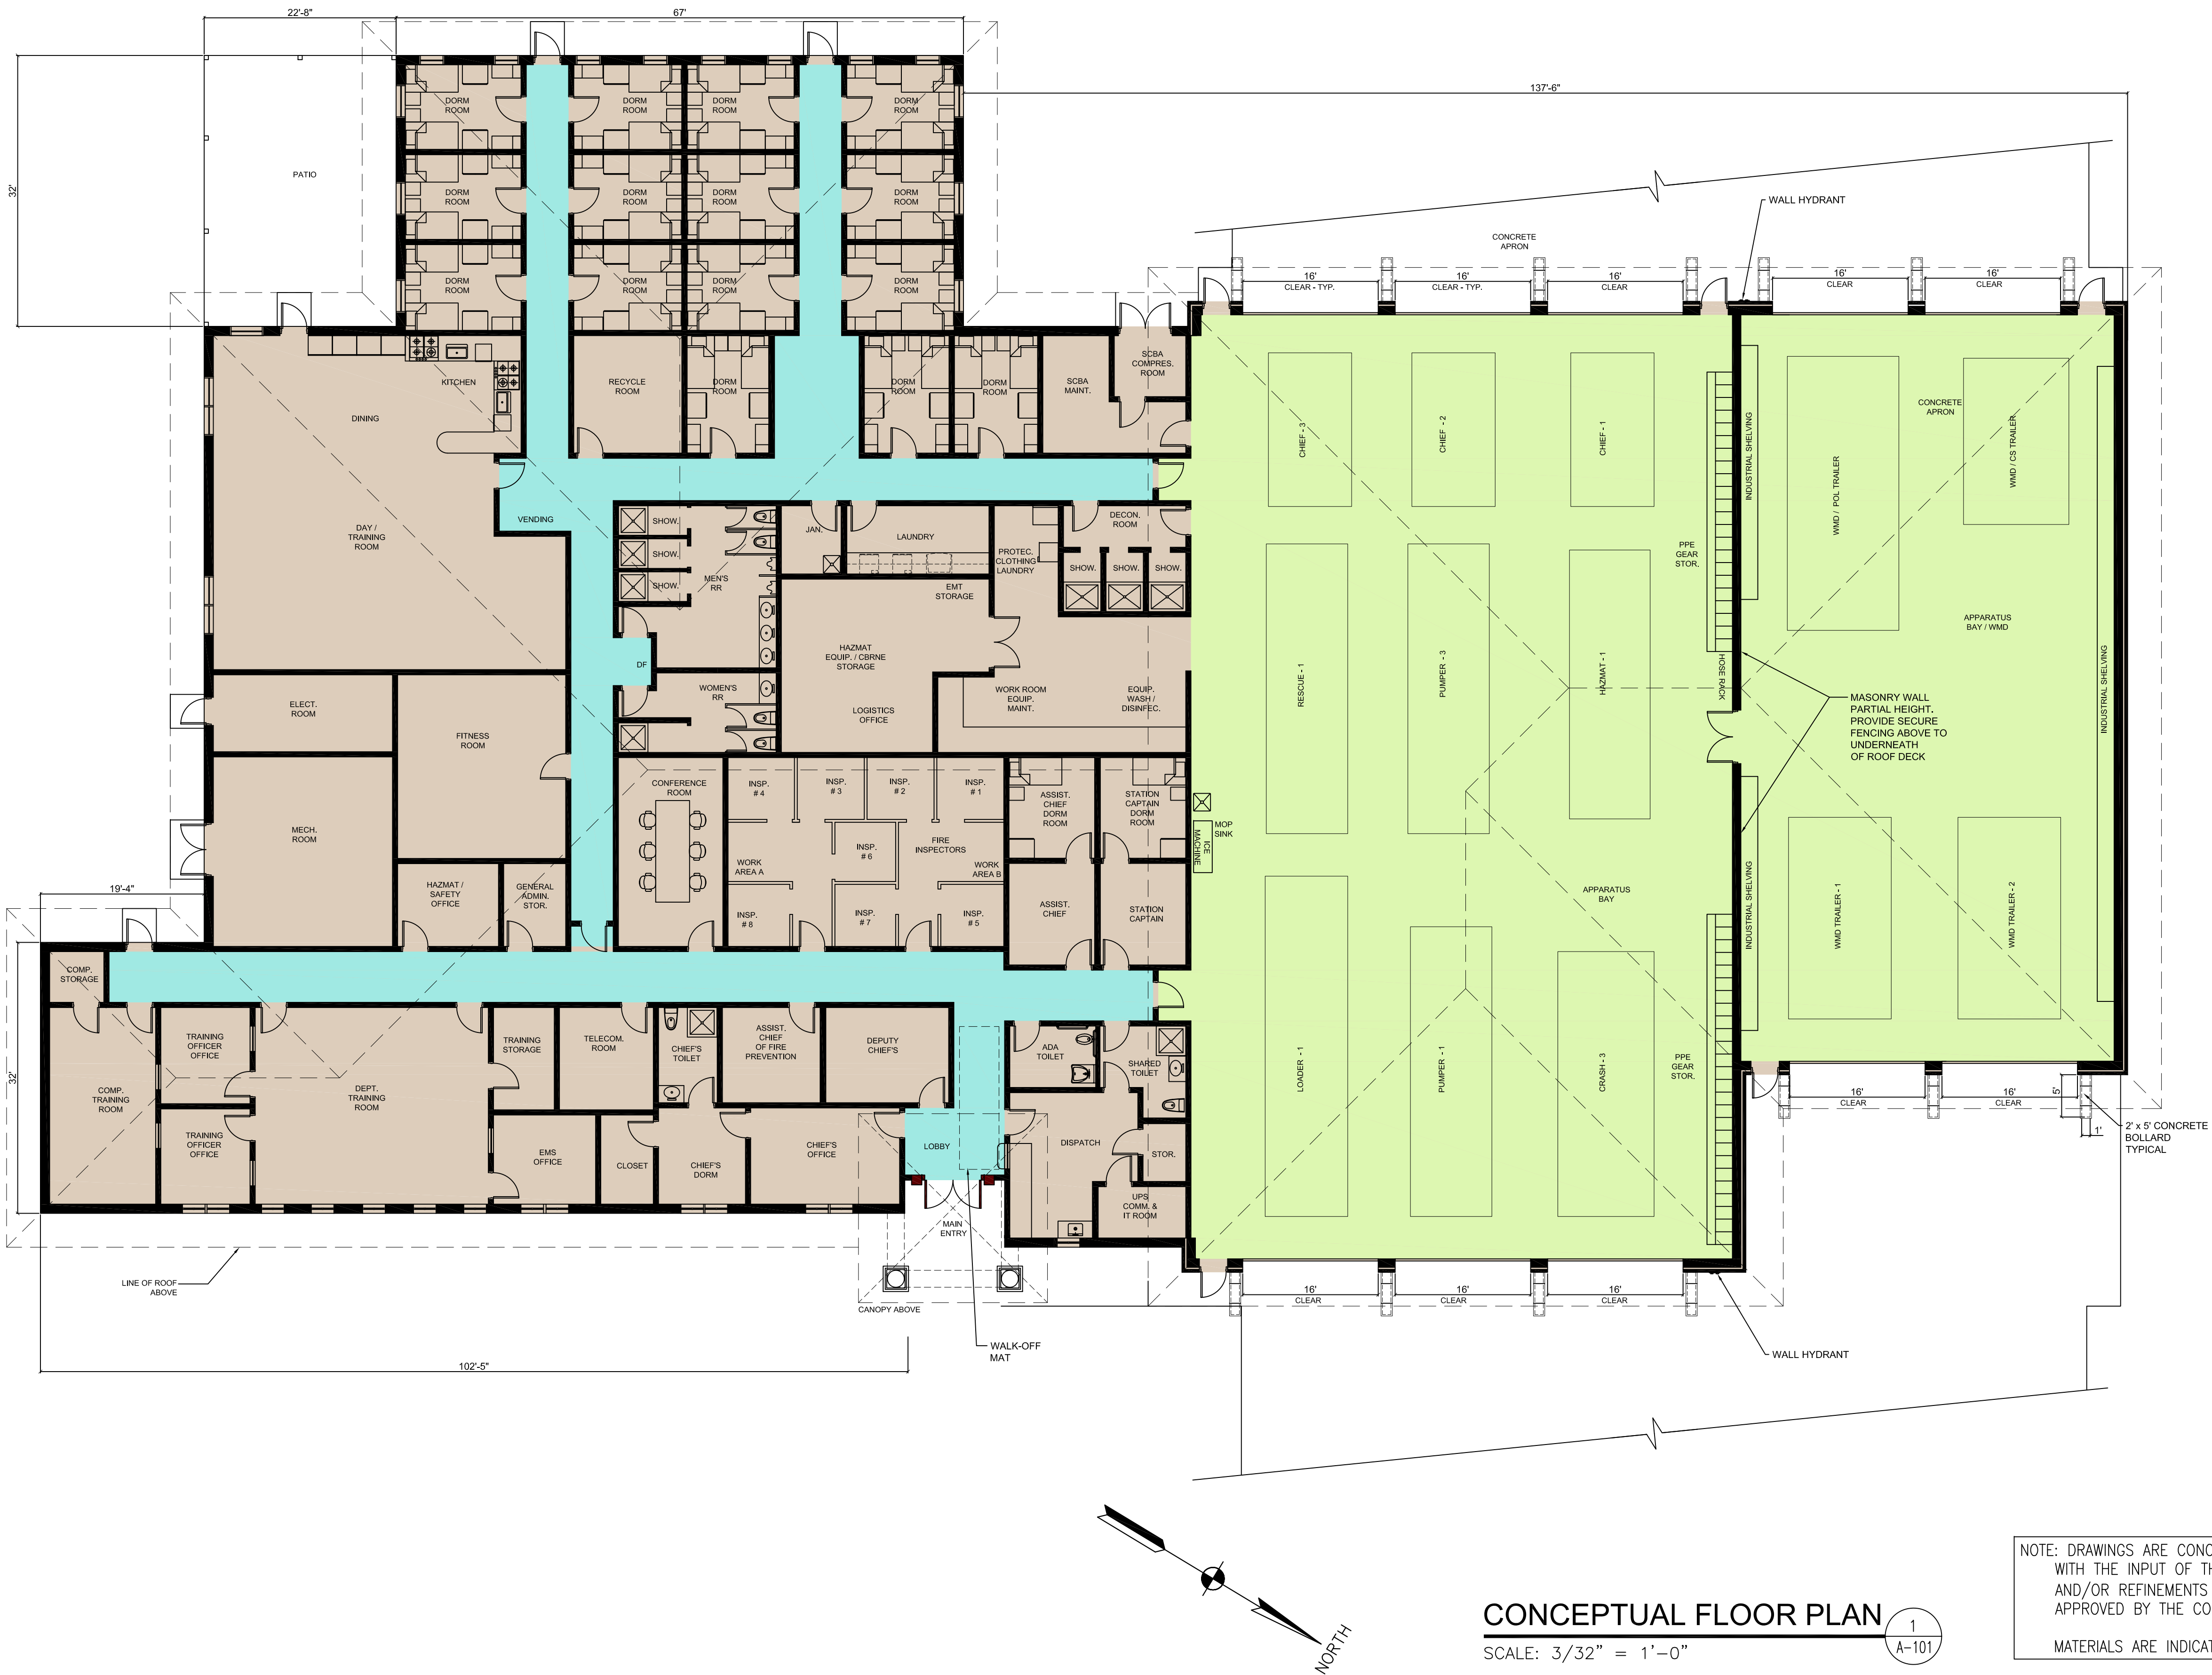 22'-8"
67'
137'-6"
32'
PATIO
DORM
ROOM
DORM
ROOM
DORM
ROOM
DORM
ROOM
DORM
ROOM
DORM
ROOM
DORM
ROOM
DORM
ROOM
DORM
ROOM
DORM
ROOM
DORM
ROOM
DORM
ROOM
WALL HYDRANT
CONCRETE
APRON
16'
CLEAR - TYP.
16'
CLEAR - TYP.
16'
CLEAR
16'
CLEAR
16'
CLEAR
KITCHEN
DINING
RECYCLE
ROOM
DORM
ROOM
DORM
ROOM
DORM
ROOM
SCBA
MAINT.
SCBA
COMPRES.
ROOM
CHIEF - 3
CHIEF - 2
CHIEF - 1
INDUSTRIAL SHELVING
WMD / POL TRAILER
CONCRETE
APRON
WMD / CS TRAILER
DAY /
TRAINING
ROOM
VENDING
SHOW.
SHOW.
SHOW.
MEN'S
RR
JAN.
LAUNDRY
PROTEC.
CLOTHING
LAUNDRY
DECON.
ROOM
SHOW.
SHOW.
SHOW.
EMT
STORAGE
PPE
GEAR
STOR.
APPARATUS
BAY / WMD
INDUSTRIAL SHELVING
DF
HAZMAT
EQUIP. / CBRNE
STORAGE
RESCUE - 1
PUMPER - 3
HAZMAT - 1
HOSE RACK
ELECT.
ROOM
FITNESS
ROOM
WOMEN'S
RR
LOGISTICS
OFFICE
WORK ROOM
EQUIP.
MAINT.
EQUIP.
WASH /
DISINFEC.
MASONRY WALL
PARTIAL HEIGHT.
PROVIDE SECURE
FENCING ABOVE TO
UNDERNEATH
OF ROOF DECK
MECH.
ROOM
CONFERENCE
ROOM
INSP.
# 4
INSP.
# 3
INSP.
# 2
INSP.
# 1
ASSIST.
CHIEF
DORM
ROOM
STATION
CAPTAIN
DORM
ROOM
MOP
SINK
ICE
MACHINE
WORK
AREA A
INSP.
# 6
FIRE
INSPECTORS
WORK
AREA B
19'-4"
HAZMAT /
SAFETY
OFFICE
GENERAL
ADMIN.
STOR.
INSP.
# 8
INSP.
# 7
INSP.
# 5
ASSIST.
CHIEF
STATION
CAPTAIN
APPARATUS
BAY
INDUSTRIAL SHELVING
WMD TRAILER - 1
WMD TRAILER - 2
COMP.
STORAGE
32'
COMP.
TRAINING
ROOM
TRAINING
OFFICER
OFFICE
TRAINING
OFFICER
OFFICE
DEPT.
TRAINING
ROOM
TRAINING
STORAGE
TELECOM.
ROOM
CHIEF'S
TOILET
ASSIST.
CHIEF
OF FIRE
PREVENTION
DEPUTY
CHIEF'S
ADA
TOILET
SHARED
TOILET
LOADER - 1
PUMPER - 1
CRASH - 3
PPE
GEAR
STOR.
16'
CLEAR
16'
CLEAR
5'
1'
2' x 5' CONCRETE
BOLLARD
TYPICAL
EMS
OFFICE
CLOSET
CHIEF'S
DORM
CHIEF'S
OFFICE
LOBBY
DISPATCH
STOR.
UPS
COMM. &
IT ROOM
MAIN
ENTRY
LINE OF ROOF
ABOVE
CANOPY ABOVE
16'
CLEAR
16'
CLEAR
16'
CLEAR
WALK-OFF
MAT
WALL HYDRANT
102'-5"
NORTH
CONCEPTUAL FLOOR PLAN
1
A-101
SCALE: 3/32" = 1'-0"
NOTE: DRAWINGS ARE
WITH THE INPUT OF
AND/OR REFINEMENTS
APPROVED BY THE
MATERIALS ARE